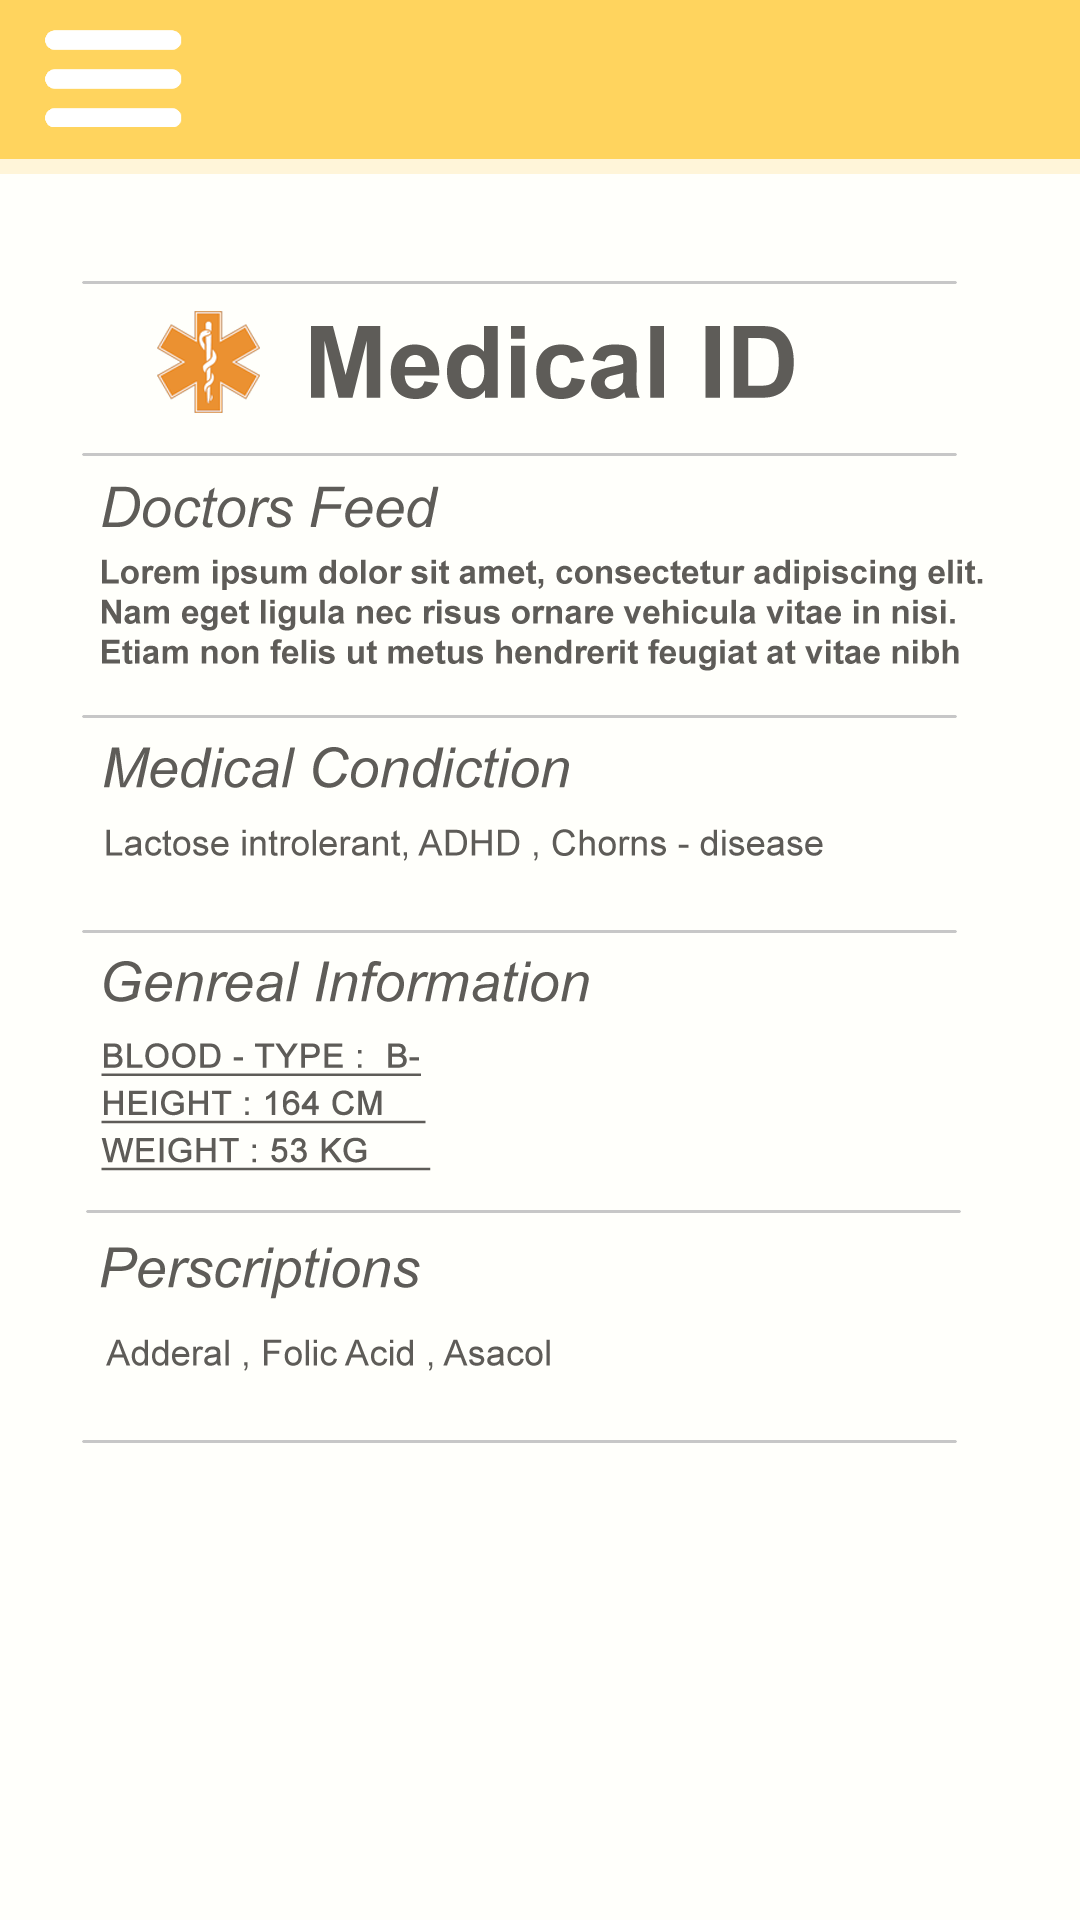 Medical ID
Doctors Feed
Lorem ipsum dolor sit amet, consectetur adipiscing elit.
Nam eget ligula nec risus ornare vehicula vitae in nisi.
Etiam non felis ut metus hendrerit feugiat at vitae nibh
Medical Condiction
Lactose introlerant, ADHD , Chorns - disease
Genreal Information
BLOOD - TYPE :  B-
HEIGHT : 164 CM
WEIGHT : 53 KG
Perscriptions
Adderal , Folic Acid , Asacol